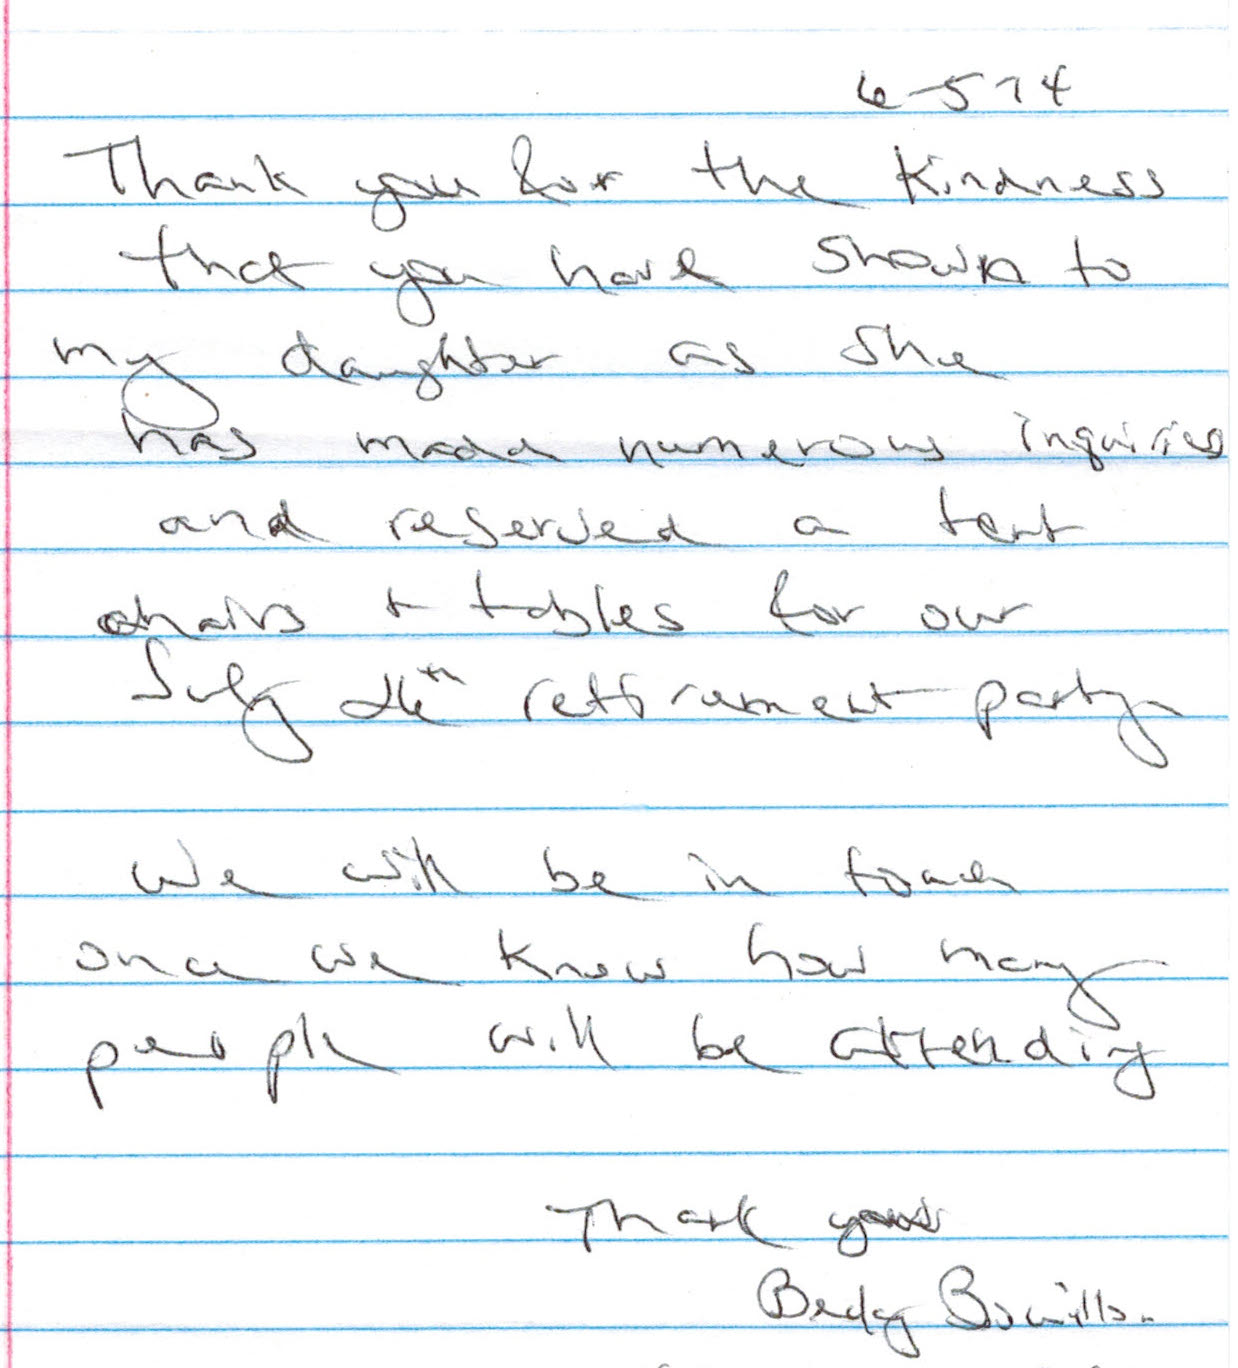 6-5-14
Thank you for the kindness
that you have shown to
my daughter as she
has made numerous inquiries
and reserved a tent
chairs + tables for our
July 26th retirement party
We will be in touch
once we know how many
people will be attending
Thank you
Becky